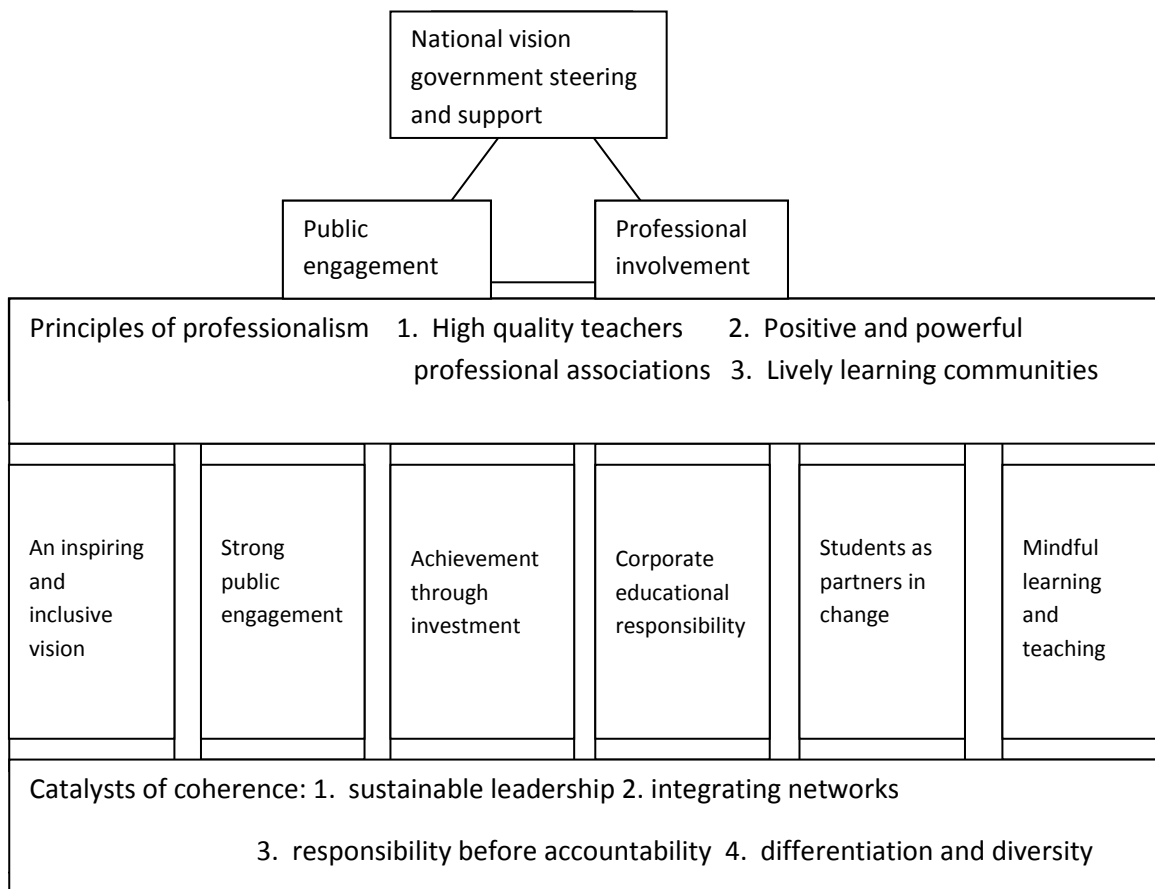 National vision
government steering
and support
Public
engagement
Professional
involvement
Principles of professionalism 1. High quality teachers 2. Positive and powerful
professional associations 3. Lively learning communities
An inspiring
and
inclusive
vision
Strong
public
engagement
Achievement
through
investment
Corporate
educational
responsibility
Students as
partners in
change
Mindful
learning
and
teaching
Catalysts of coherence: 1. sustainable leadership 2. integrating networks
3. responsibility before accountability 4. differentiation and diversity